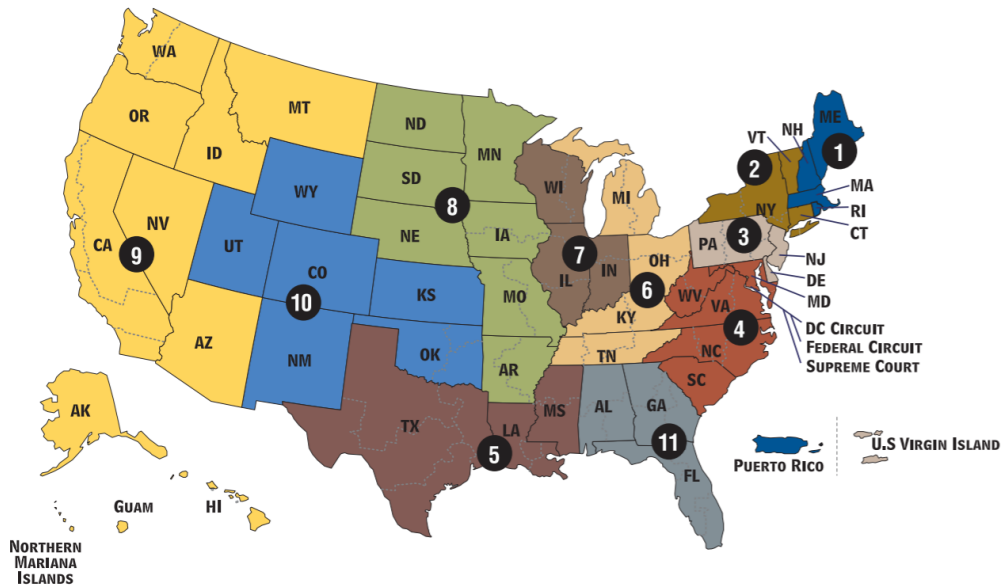 WA
OR
ID
MT
ND
MN
SD
WY
NE
IA
WI
MI
VT
NH
ME
1
2
MA
RI
CT
NY
3
PA
NJ
DE
MD
DC CIRCUIT
FEDERAL CIRCUIT
SUPREME COURT
CA
NV
9
UT
CO
10
8
KS
MO
7
IL
IN
OH
6
WV
VA
KY
4
AZ
NM
OK
AR
TN
NC
SC
TX
LA
5
MS
AL
GA
11
FL
AK
HI
GUAM
NORTHERN
MARIANA
ISLANDS
PUERTO RICO
U.S VIRGIN ISLAND